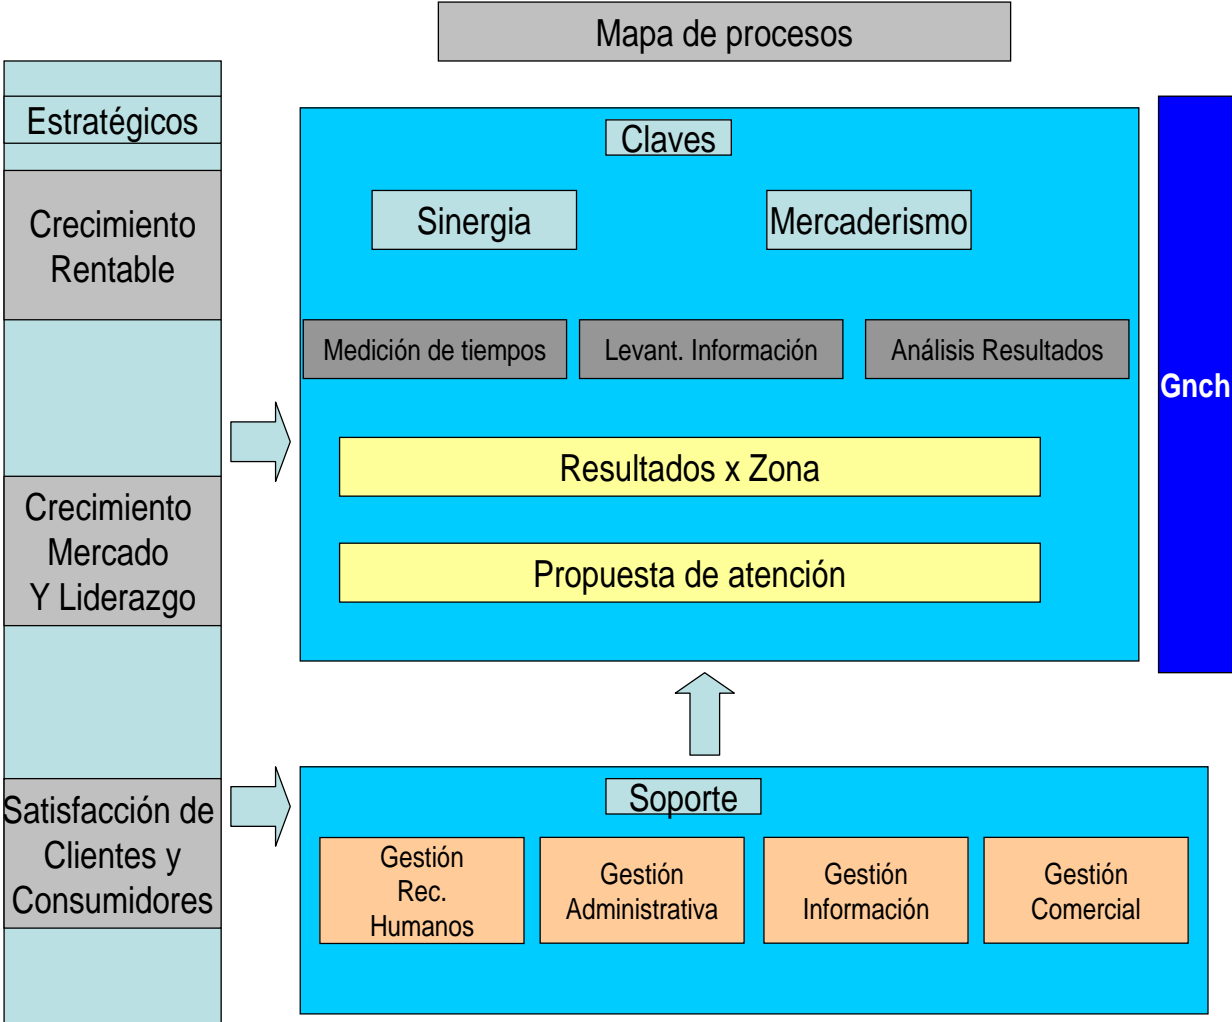 Mapa de procesos
Estratégicos
Crecimiento
Rentable
Crecimiento
Mercado
Y Liderazgo
Satisfacción de
Clientes y
Consumidores
Claves
Sinergia
Mercaderismo
Medición de tiempos
Levant. Información
Análisis Resultados
Resultados x Zona
Propuesta de atención
Gnch
Soporte
Gestión
Rec.
Humanos
Gestión
Administrativa
Gestión
Información
Gestión
Comercial